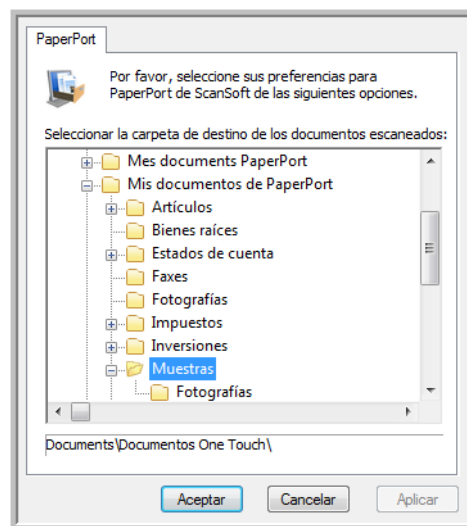 PaperPort
Por favor, seleccione sus preferencias para
PaperPort de ScanSoft de las siguientes opciones.
Seleccionar la carpeta de destino de los documentos escaneados:
Mes documents PaperPort
Mis documentos de PaperPort
Artículos
Bienes raíces
Estados de cuenta
Faxes
Fotografías
Impuestos
Inversiones
Muestras
Fotografías
Documents\Documentos One Touch\
Aceptar Cancelar Aplicar